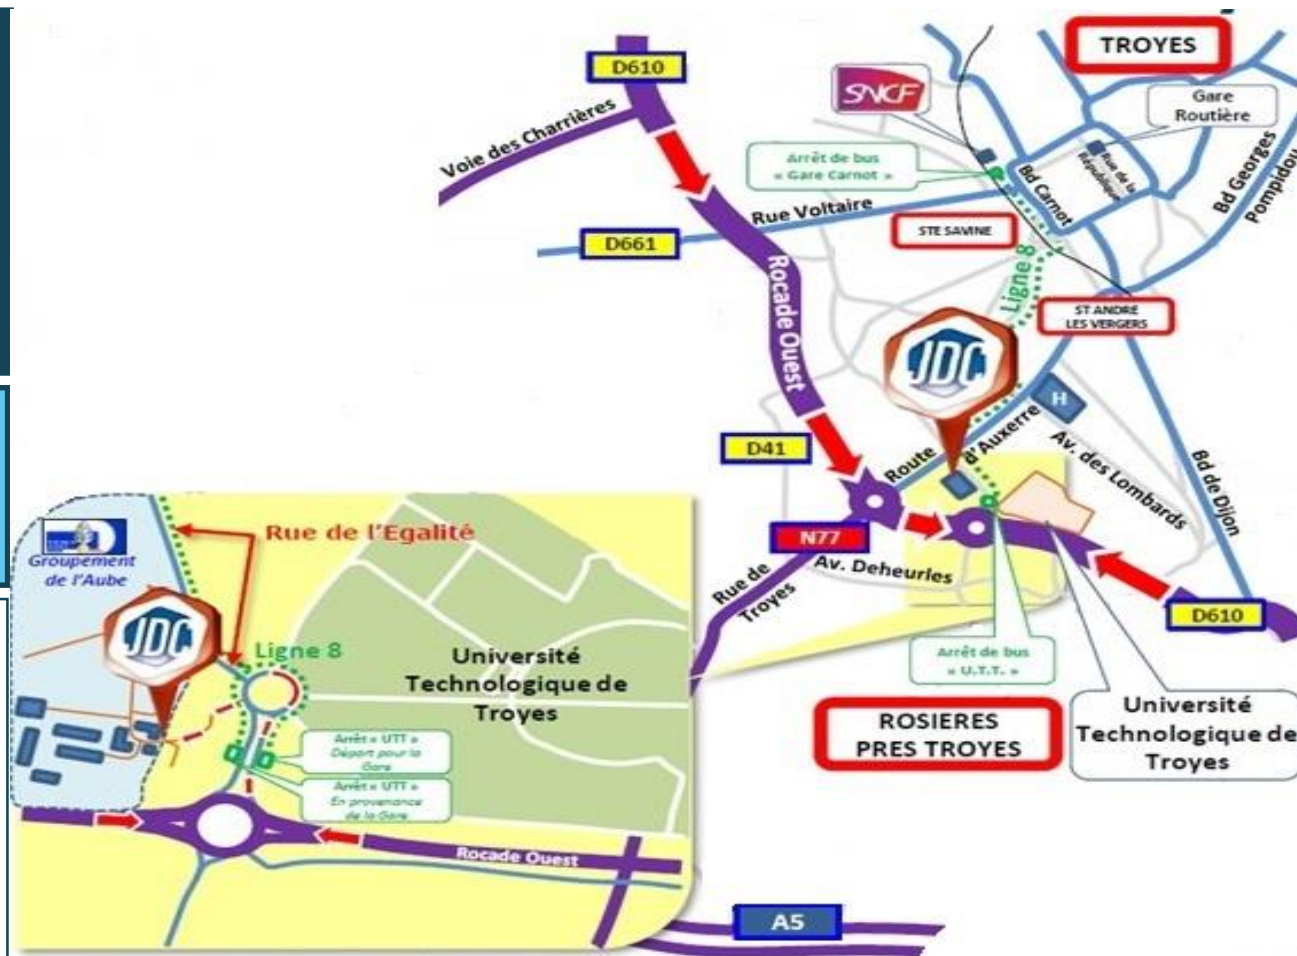 TROYES
D610
SNCF
Gare
Routière
Voie des Charrières
Arrêt de bus
« Gare Carnot »
Rue de la
République
Bd Carnot
Bd Georges
Pompidou
Rue Voltaire
D661
STE SAVINE
Rocade Ouest
Ligne 8
ST ANDRE
LES VERGERS
JDC
H
D41
Route
d'Auxerre
Av. des Lombards
Bd de Dijon
N77
Av. Deheurles
Rue de
Troyes
D610
Arrêt de bus
« U.T.T. »
ROSIERES
PRES TROYES
Université
Technologique de
Troyes
Rue de l'Egalité
Groupement
de l'Aube
JDC
Ligne 8
Université
Technologique de
Troyes
Arrêt « UTT »
Départ pour la
Gare
Arrêt « UTT »
En provenance
de la Gare
Rocade Ouest
A5